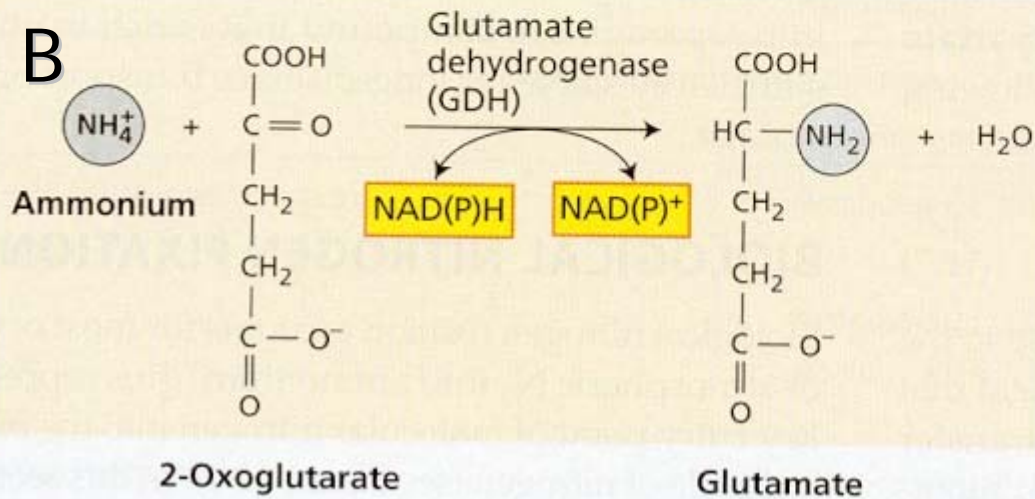 B
Glutamate
dehydrogenase
(GDH)
COOH
COOH
NH₄⁺ + C = O
HC — NH₂ + H₂O
Ammonium
CH₂
NAD(P)H
NAD(P)⁺
CH₂
CH₂
CH₂
C — O⁻
C — O⁻
O
O
2-Oxoglutarate
Glutamate